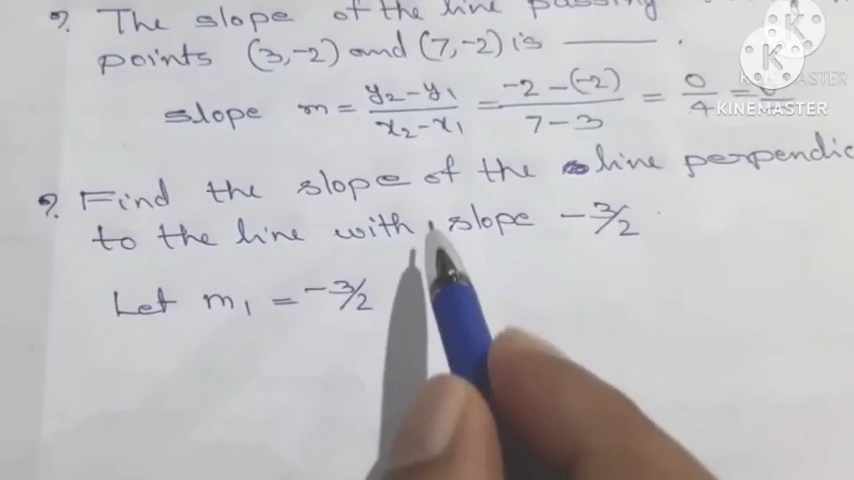 ?. The slope of the line passing
points (3,-2) and (7,-2) is ______.
slope m = y2-y1/x2-x1 = -2-(-2)/7-3 = 0/4 =
?. Find the slope of the line perpendic
to the line with slope -3/2
Let m1 = -3/2
KINEMASTER